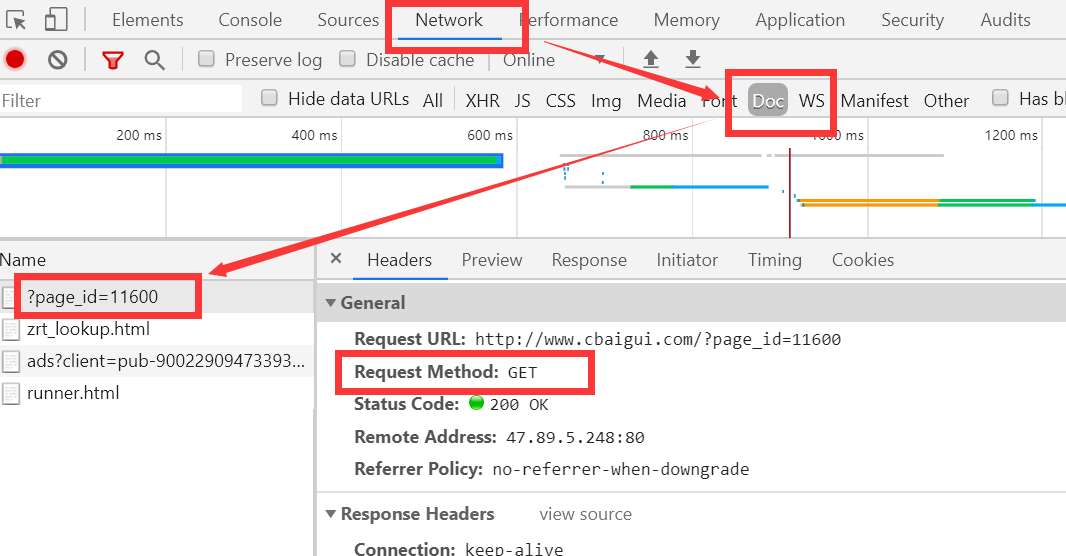 Elements Console Sources Network Performance Memory Application Security Audits
Preserve log Disable cache Online
Filter Hide data URLs All XHR JS CSS Img Media Font Doc WS Manifest Other Has bl
200 ms 400 ms 600 ms 800 ms 1000 ms 1200 ms
Name
?page_id=11600
zrt_lookup.html
ads?client=pub-90022909473393...
runner.html
× Headers Preview Response Initiator Timing Cookies
General
Request URL: http://www.cbaigui.com/?page_id=11600
Request Method: GET
Status Code: 200 OK
Remote Address: 47.89.5.248:80
Referrer Policy: no-referrer-when-downgrade
Response Headers view source
Connection: keep-alive